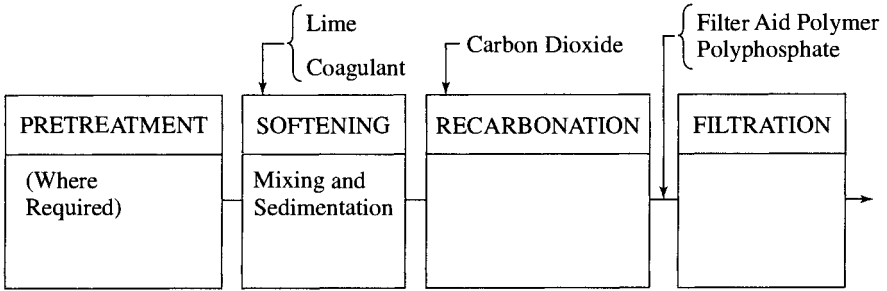 Lime
Coagulant
Carbon Dioxide
Filter Aid Polymer
Polyphosphate
PRETREATMENT
SOFTENING
RECARBONATION
FILTRATION
(Where
Required)
Mixing and
Sedimentation